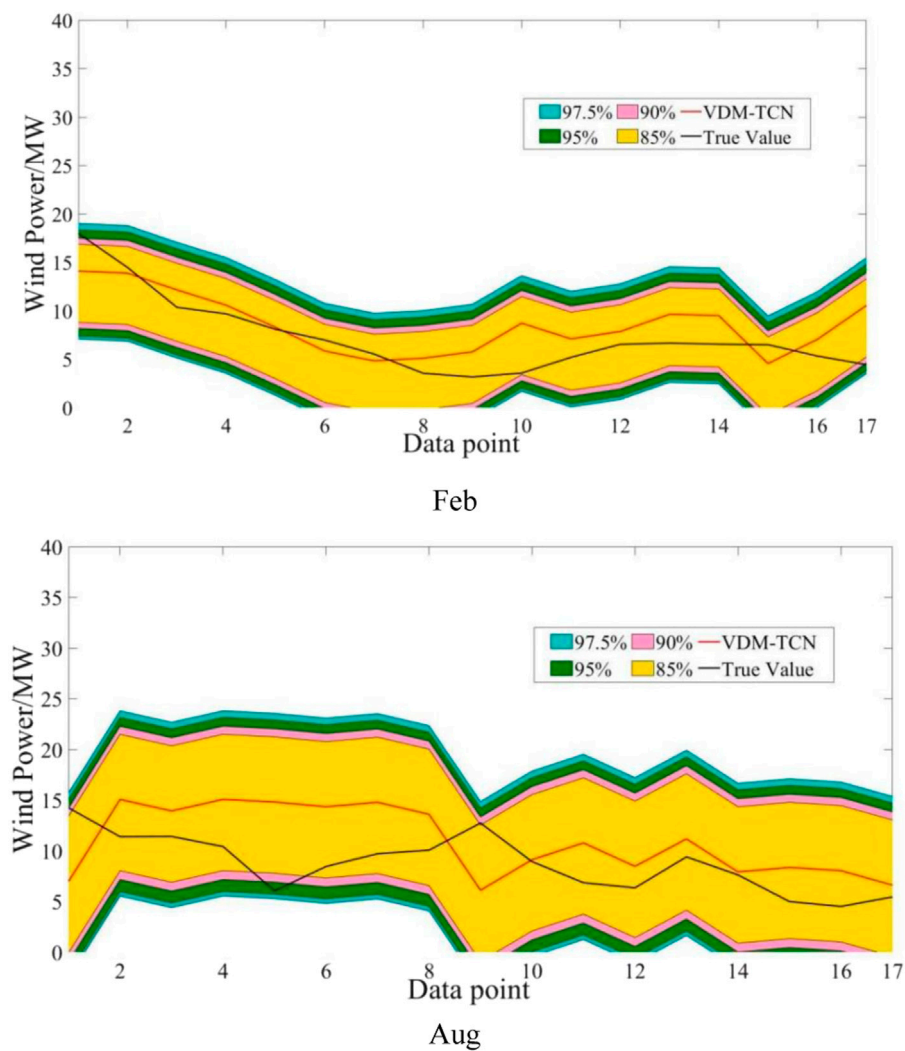 40
35
30
25
20
15
10
5
0
Wind Power/MW
97.5% 90% VDM-TCN
95% 85% True Value
2 4 6 8 10 12 14 16 17
Data point
Feb
40
35
30
25
20
15
10
5
0
Wind Power/MW
97.5% 90% VDM-TCN
95% 85% True Value
2 4 6 8 10 12 14 16 17
Data point
Aug